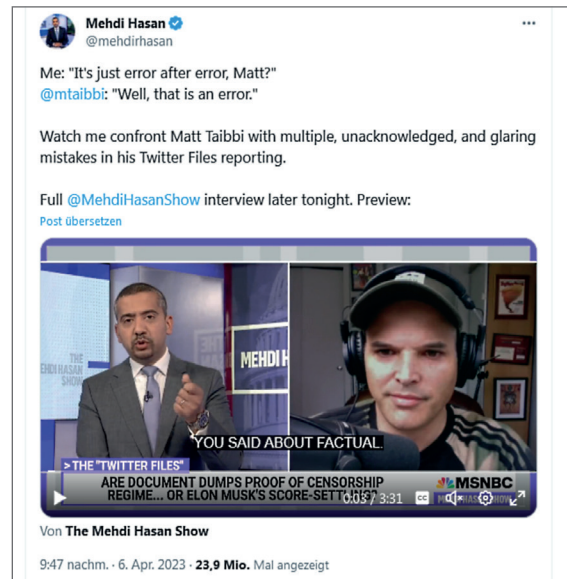 Mehdi Hasan
@mehdirhasan
Me: "It's just error after error, Matt?"
@mtaibbi: "Well, that is an error."
Watch me confront Matt Taibbi with multiple, unacknowledged, and glaring
mistakes in his Twitter Files reporting.
Full @MehdiHasanShow interview later tonight. Preview:
Post übersetzen
THE
EHDI HASAN
SHOW
MEHDI H
YOU SAID ABOUT FACTUAL.
>THE "TWITTER FILES"
ARE DOCUMENT DUMPS PROOF OF CENSORSHIP
REGIME... OR ELON MUSK'S
0:03 / 3:31
CC
MSNBC
Von The Mehdi Hasan Show
9:47 nachm. · 6. Apr. 2023 · 23,9 Mio. Mal angezeigt